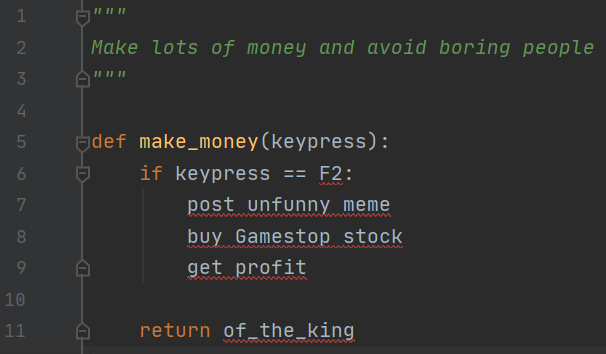 1 """
2 Make lots of money and avoid boring people
3 """
4
5 def make_money(keypress):
6     if keypress == F2:
7         post unfunny meme
8         buy Gamestop stock
9         get profit
10
11     return of_the_king